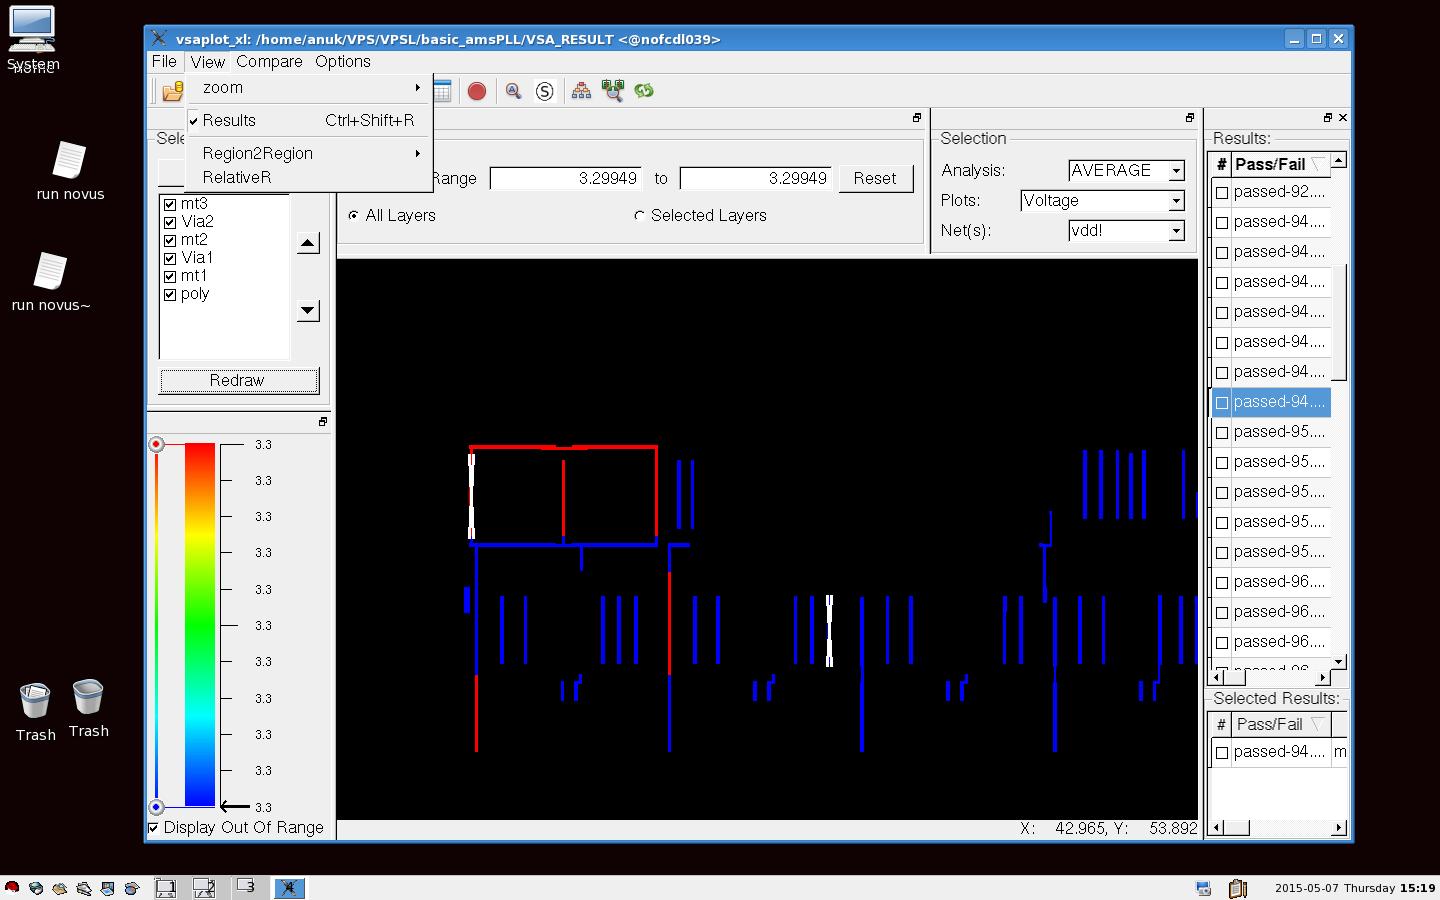 vsaplot_xl: /home/anuk/VPS/VPSL/basic_amsPLL/VSA_RESULT <@nofcdl039>
File View Compare Options
zoom
Results Ctrl+Shift+R
Region2Region
RelativeR
System
run novus
run novus~
Trash
Trash
mt3
Via2
mt2
Via1
mt1
poly
Redraw
3.29949 to 3.29949 Reset
All Layers Selected Layers
Selection
Analysis: AVERAGE
Plots: Voltage
Net(s): vdd!
3.3
3.3
3.3
3.3
3.3
3.3
3.3
3.3
3.3
3.3
3.3
Display Out Of Range
X: 42.965, Y: 53.892
Results:
# Pass/Fail
passed-92....
passed-94....
passed-94....
passed-94....
passed-94....
passed-94....
passed-94....
passed-94....
passed-95....
passed-95....
passed-95....
passed-95....
passed-95....
passed-96....
passed-96....
passed-96....
Selected Results:
# Pass/Fail
passed-94.... m
1 2 3 4
2015-05-07 Thursday 15:19